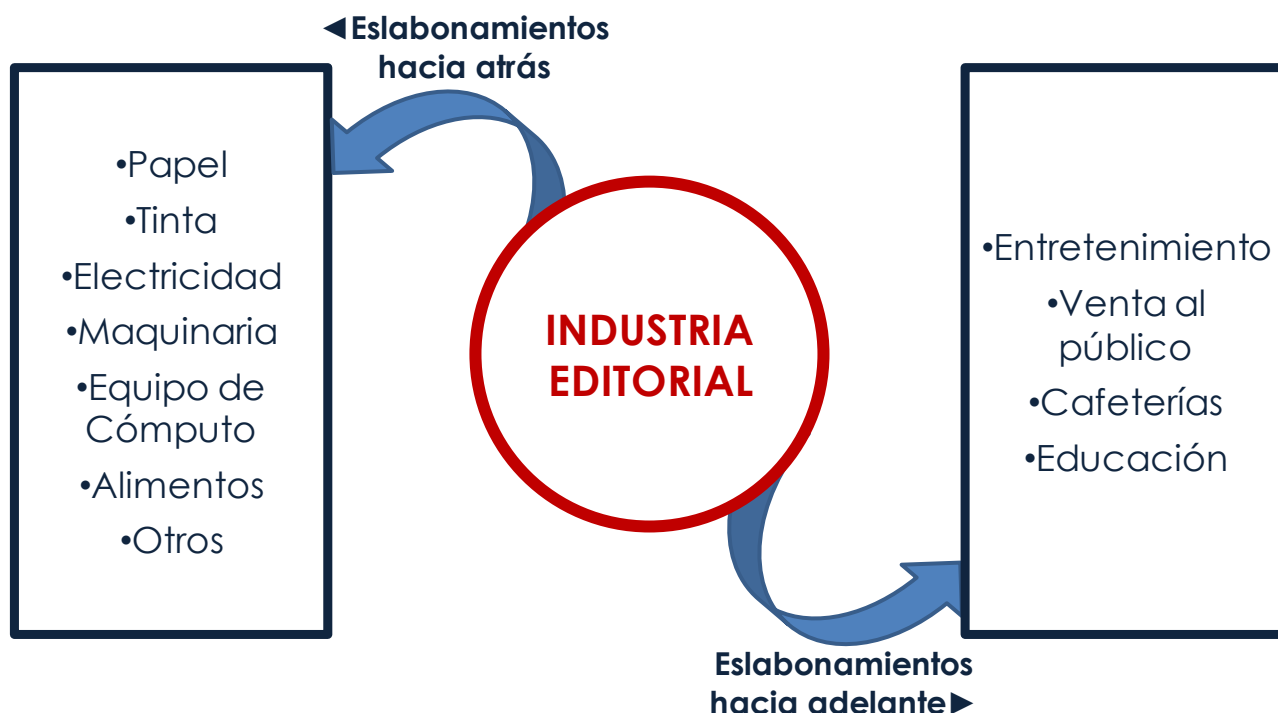 ◄Eslabonamientos
hacia atrás
•Papel
•Tinta
•Electricidad
•Maquinaria
•Equipo de
Cómputo
•Alimentos
•Otros
INDUSTRIA
EDITORIAL
•Entretenimiento
•Venta al
público
•Cafeterías
•Educación
Eslabonamientos
hacia adelante►